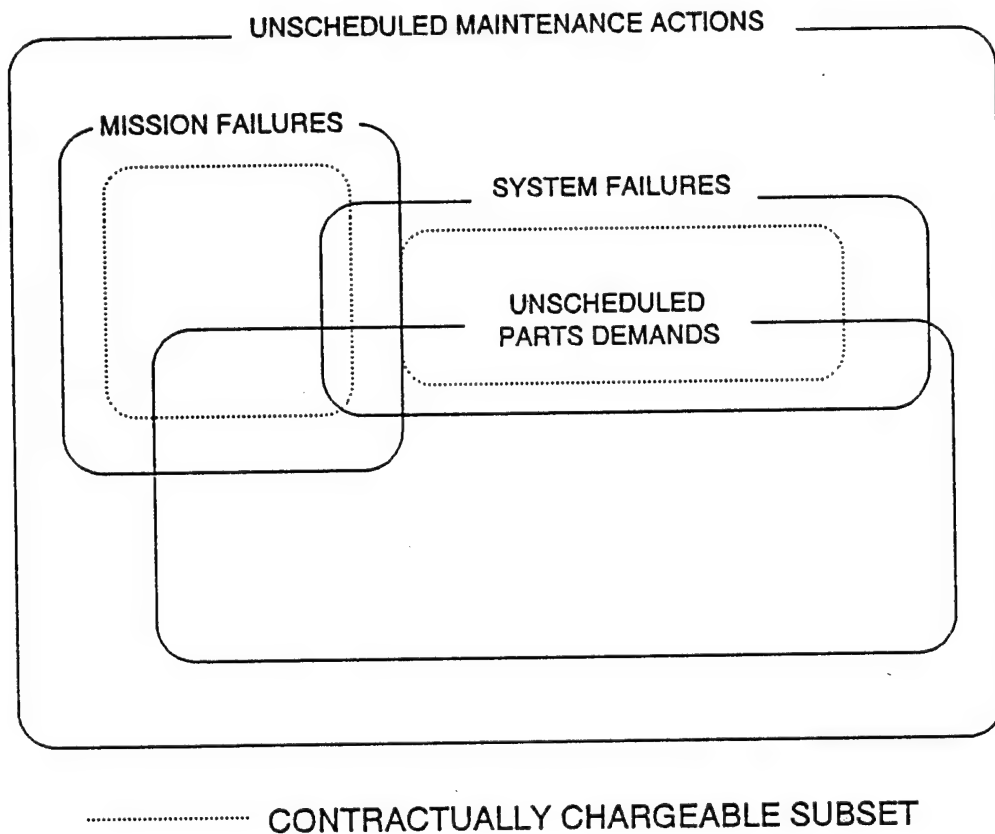 UNSCHEDULED MAINTENANCE ACTIONS
MISSION FAILURES
SYSTEM FAILURES
UNSCHEDULED
PARTS DEMANDS
CONTRACTUALLY CHARGEABLE SUBSET